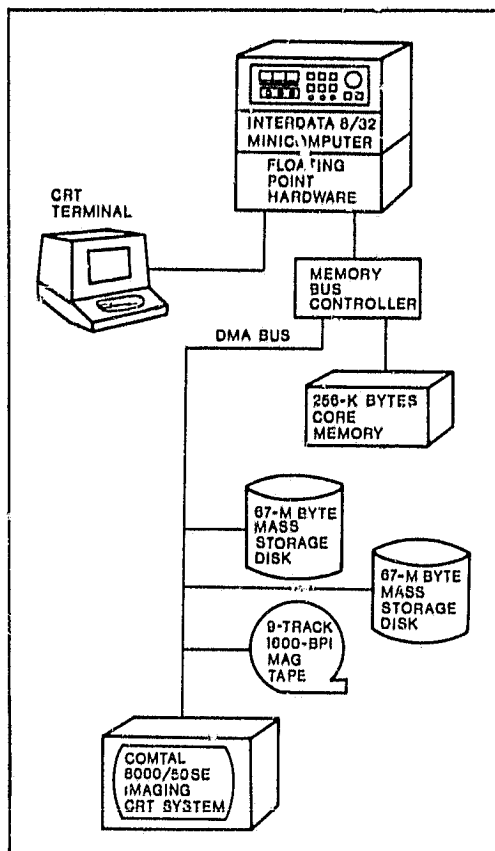 INTERDATA 8/32
MINICOMPUTER
FLOATING
POINT
HARDWARE
CRT
TERMINAL
MEMORY
BUS
CONTROLLER
DMA BUS
256-K BYTES
CORE
MEMORY
67-M BYTE
MASS
STORAGE
DISK
67-M BYTE
MASS
STORAGE
DISK
9-TRACK
1600-BPI
MAG
TAPE
COMTAL
8000/50SE
IMAGING
CRT SYSTEM